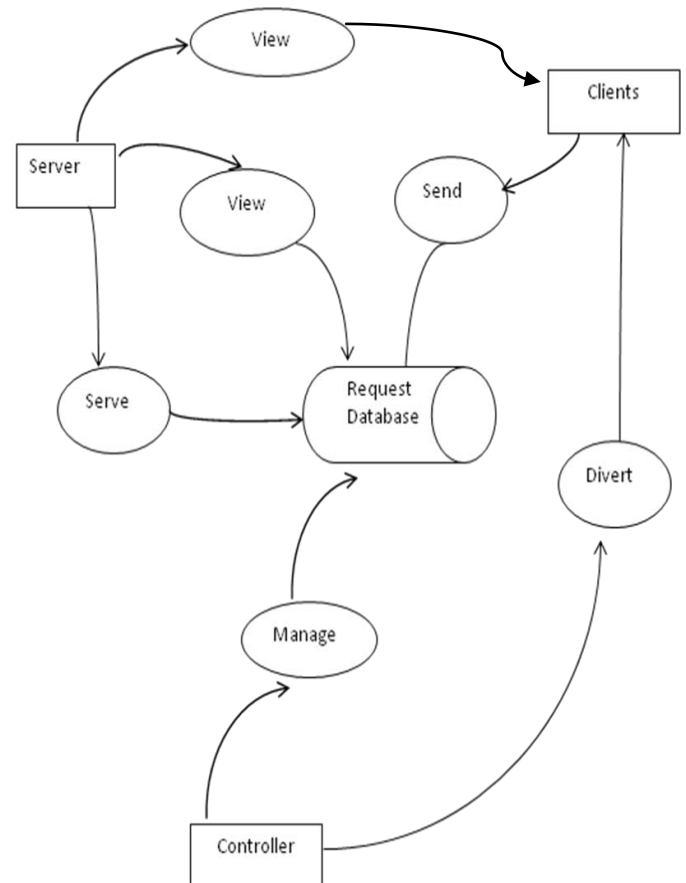 View
Clients
Server
View
Send
Request
Database
Serve
Divert
Manage
Controller